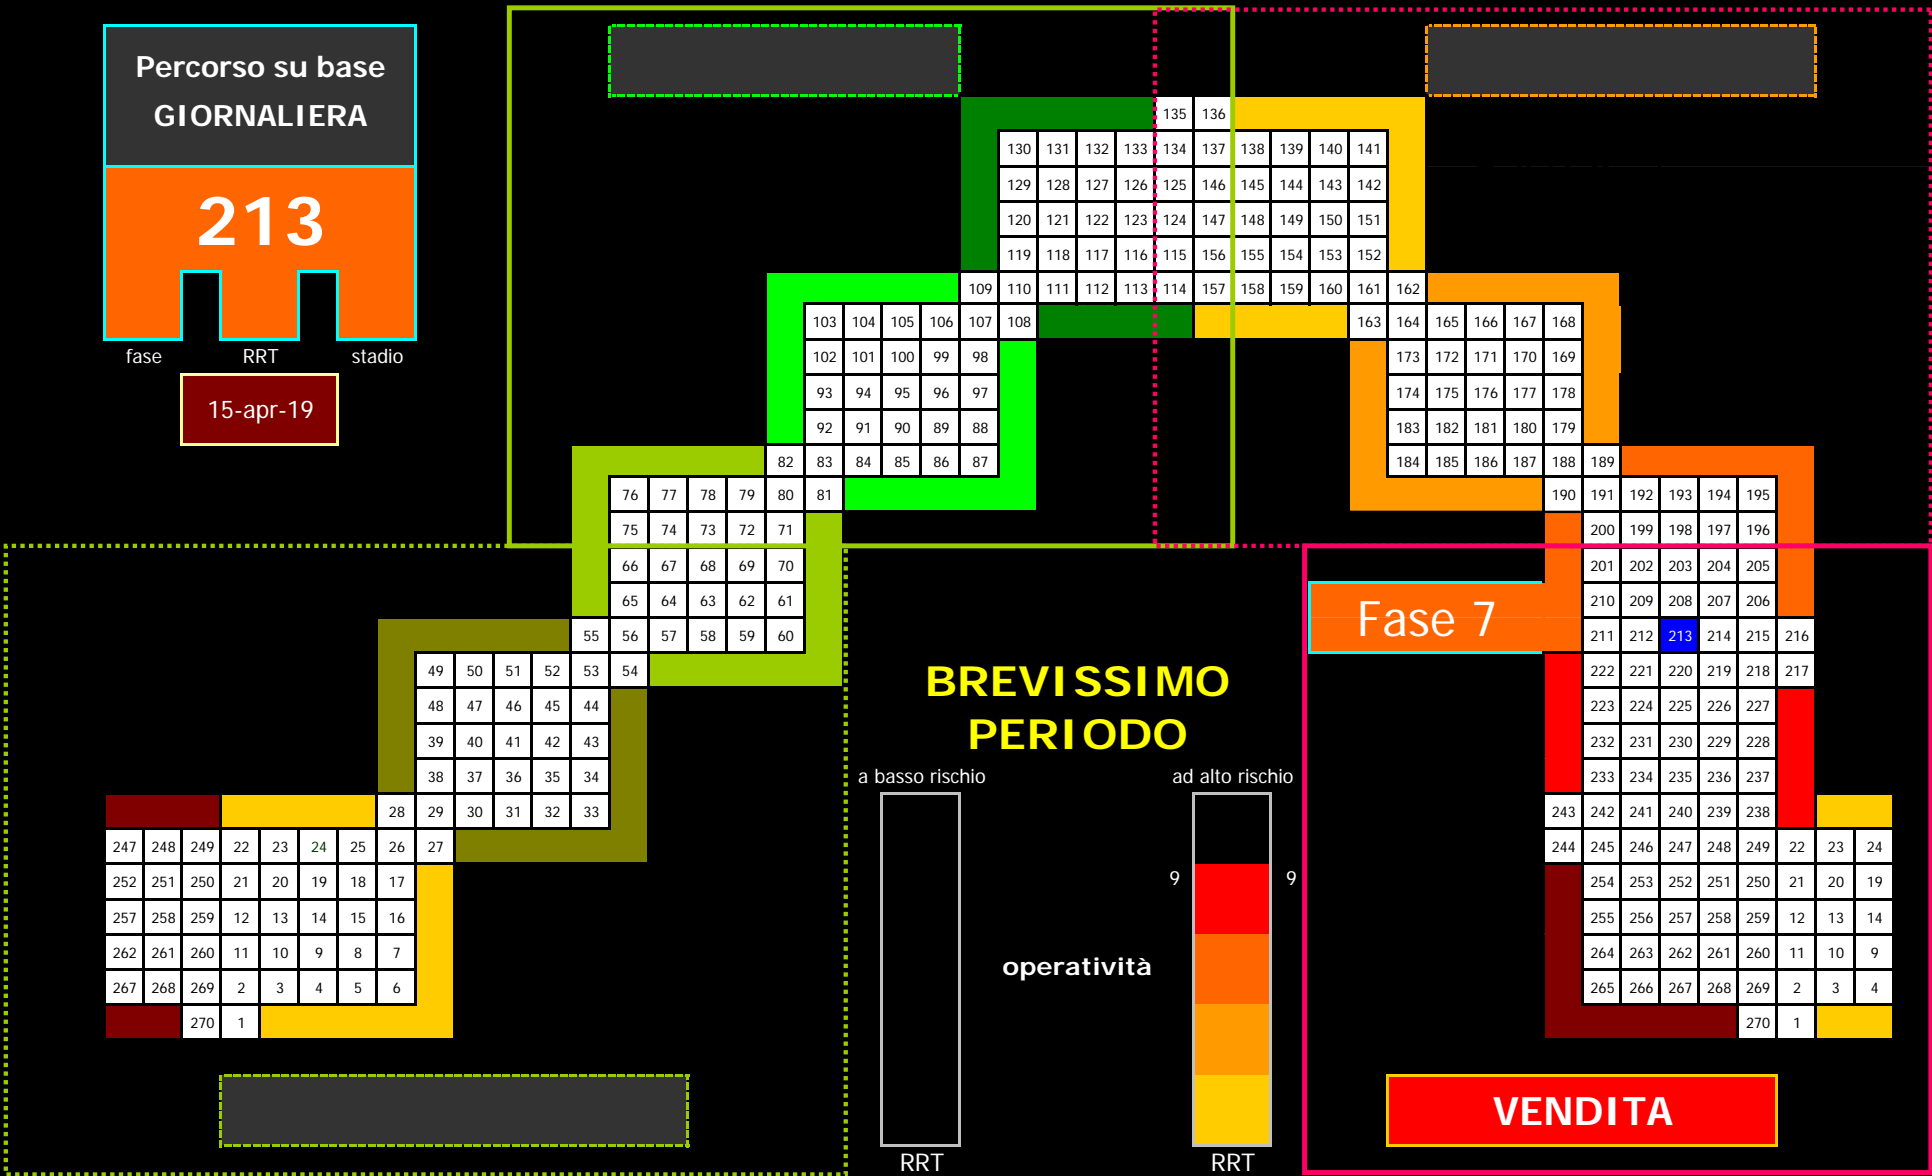 Percorso su base
GIORNALIERA
213
fase RRT stadio
15-apr-19
135 136
130 131 132 133 134 137 138 139 140 141
129 128 127 126 125 146 145 144 143 142
120 121 122 123 124 147 148 149 150 151
119 118 117 116 115 156 155 154 153 152
109 110 111 112 113 114 157 158 159 160 161 162
103 104 105 106 107 108 163 164 165 166 167 168
102 101 100 99 98 173 172 171 170 169
93 94 95 96 97 174 175 176 177 178
92 91 90 89 88 183 182 181 180 179
82 83 84 85 86 87 184 185 186 187 188 189
76 77 78 79 80 81 190 191 192 193 194 195
75 74 73 72 71 200 199 198 197 196
66 67 68 69 70 201 202 203 204 205
65 64 63 62 61 210 209 208 207 206
Fase 7
55 56 57 58 59 60 211 212 213 214 215 216
49 50 51 52 53 54 222 221 220 219 218 217
BREVISSIMO
PERIODO
48 47 46 45 44 223 224 225 226 227
39 40 41 42 43 232 231 230 229 228
38 37 36 35 34 233 234 235 236 237
a basso rischio ad alto rischio
28 29 30 31 32 33 243 242 241 240 239 238
247 248 249 22 23 24 25 26 27 244 245 246 247 248 249 22 23 24
252 251 250 21 20 19 18 17 9 9 254 253 252 251 250 21 20 19
257 258 259 12 13 14 15 16 255 256 257 258 259 12 13 14
262 261 260 11 10 9 8 7 264 263 262 261 260 11 10 9
operatività
267 268 269 2 3 4 5 6 265 266 267 268 269 2 3 4
270 1 270 1
VENDITA
RRT RRT